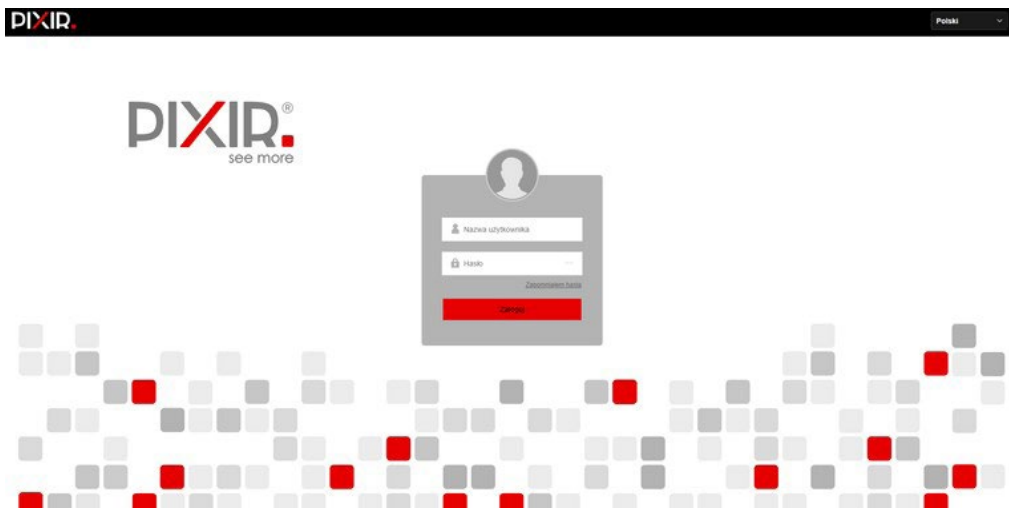 PIXIR.
Polski
PIXIR.®
see more
Nazwa użytkownika
Hasło
Zapomniałem hasła
Zaloguj